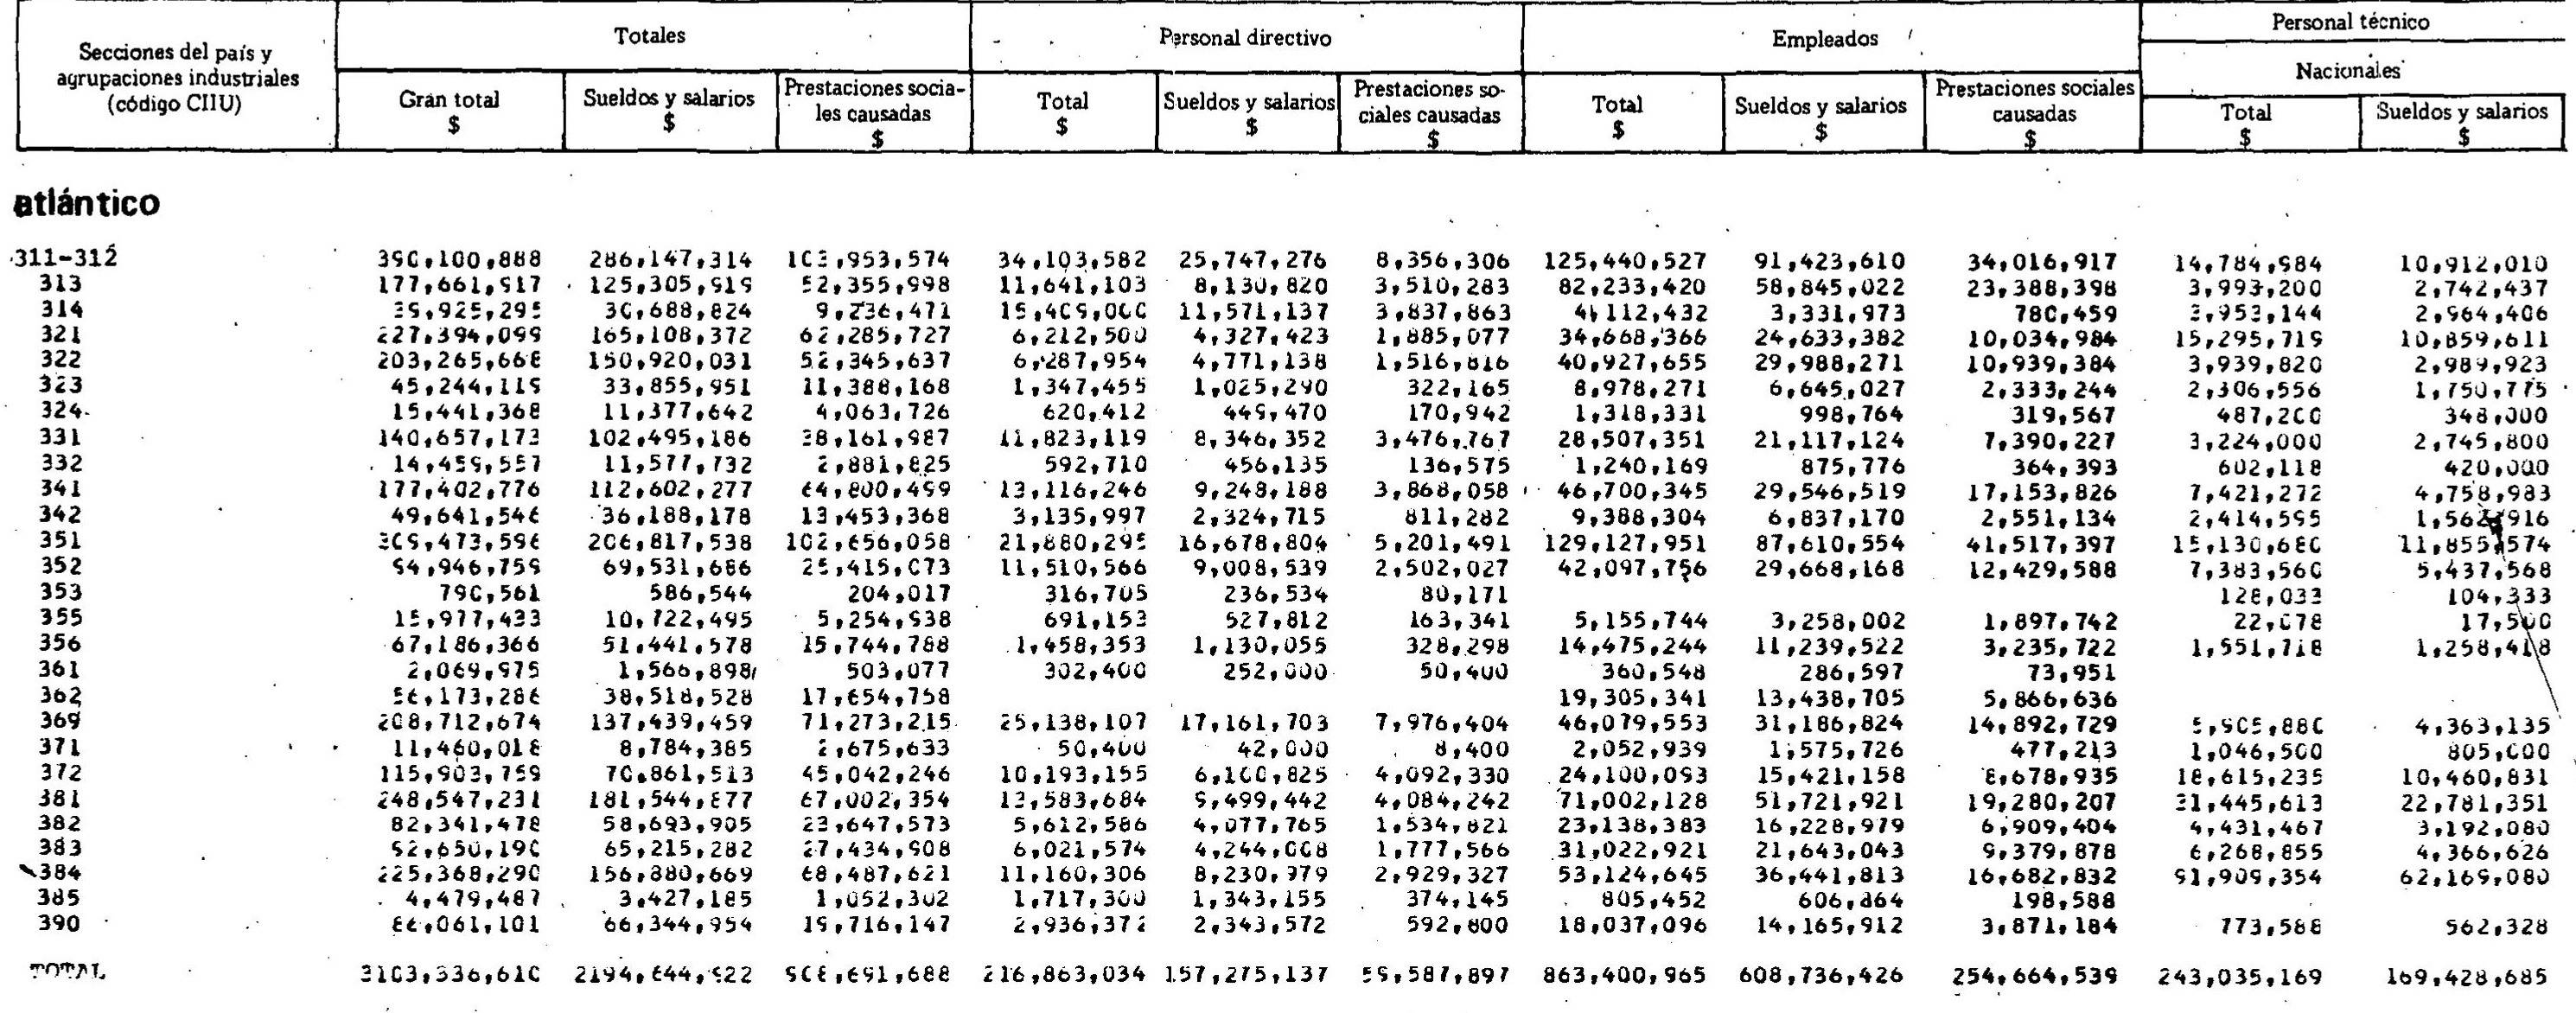 Secciones del país y agrupaciones industriales (código CIIU) Totales Personal directivo Empleados Personal técnico
Nacionales
Gran total $ Sueldos y salarios $ Prestaciones socia-les causadas $ Total $ Sueldos y salarios $ Prestaciones so-ciales causadas $ Total $ Sueldos y salarios $ Prestaciones sociales causadas $ Total $ Sueldos y salarios $
atlántico
311-312 390,100,888 286,147,314 103,953,574 34,103,582 25,747,276 8,356,306 125,440,527 91,423,610 34,016,917 14,784,984 10,912,010
313 177,661,917 125,305,919 52,355,998 11,641,103 8,130,820 3,510,283 82,233,420 58,845,022 23,388,398 3,993,200 2,742,437
314 39,925,295 30,688,824 9,236,471 15,409,000 11,571,137 3,837,863 4,112,432 3,331,973 780,459 3,953,144 2,964,406
321 227,394,099 165,108,372 62,285,727 6,212,500 4,327,423 1,885,077 34,668,366 24,633,382 10,034,984 15,295,719 10,859,611
322 203,265,668 150,920,031 52,345,637 6,287,954 4,771,138 1,516,816 40,927,655 29,988,271 10,939,384 3,939,820 2,989,923
323 45,244,119 33,855,951 11,388,168 1,347,455 1,025,290 322,165 8,978,271 6,645,027 2,333,244 2,306,556 1,750,775
324 15,441,368 11,377,642 4,063,726 620,412 449,470 170,942 1,318,331 998,764 319,567 487,200 348,000
331 140,657,173 102,495,186 38,161,987 11,823,119 8,346,352 3,476,767 28,507,351 21,117,124 7,390,227 3,224,000 2,745,800
332 14,459,557 11,577,732 2,881,825 592,710 456,135 136,575 1,240,169 875,776 364,393 602,118 420,000
341 177,402,776 112,602,277 64,800,499 13,116,246 9,248,188 3,868,058 46,700,345 29,546,519 17,153,826 7,421,272 4,758,983
342 49,641,546 36,188,178 13,453,368 3,135,997 2,324,715 811,282 9,388,304 6,837,170 2,551,134 2,414,595 1,562,916
351 309,473,596 206,817,538 102,656,058 21,880,295 16,678,804 5,201,491 129,127,951 87,610,554 41,517,397 15,130,680 11,855,574
352 94,946,759 69,531,686 25,415,073 11,510,566 9,008,539 2,502,027 42,097,756 29,668,168 12,429,588 7,383,560 5,437,568
353 790,561 586,544 204,017 316,705 236,534 80,171 128,033 104,333
355 15,977,433 10,722,495 5,254,938 691,153 527,812 163,341 5,155,744 3,258,002 1,897,742 22,078 17,500
356 67,186,366 51,441,578 15,744,788 1,458,353 1,130,055 328,298 14,475,244 11,239,522 3,235,722 1,551,718 1,258,418
361 2,069,975 1,566,898 503,077 302,400 252,000 50,400 360,548 286,597 73,951
362 56,173,286 38,518,528 17,654,758 19,305,341 13,438,705 5,866,636
369 208,712,674 137,439,459 71,273,215 25,138,107 17,161,703 7,976,404 46,079,553 31,186,824 14,892,729 5,905,880 4,363,135
371 11,460,018 8,784,385 2,675,633 50,400 42,000 8,400 2,052,939 1,575,726 477,213 1,046,500 805,000
372 115,903,759 70,861,513 45,042,246 10,193,155 6,100,825 4,092,330 24,100,093 15,421,158 8,678,935 18,615,235 10,460,831
381 248,547,231 181,544,877 67,002,354 13,583,684 9,499,442 4,084,242 71,002,128 51,721,921 19,280,207 31,445,613 22,781,351
382 82,341,478 58,693,905 23,647,573 5,612,586 4,077,765 1,534,821 23,138,383 16,228,979 6,909,404 4,431,467 3,192,080
383 92,650,190 65,215,282 27,434,908 6,021,574 4,244,008 1,777,566 31,022,921 21,643,043 9,379,878 6,268,855 4,366,626
384 225,368,290 156,880,669 68,487,621 11,160,306 8,230,979 2,929,327 53,124,645 36,441,813 16,682,832 91,909,354 62,169,080
385 4,479,487 3,427,185 1,052,302 1,717,300 1,343,155 374,145 805,452 606,864 198,588
390 86,061,101 66,344,954 19,716,147 2,936,372 2,343,572 592,800 18,037,096 14,165,912 3,871,184 773,588 562,328
TOTAL 3103,336,610 2194,644,922 908,691,688 216,863,034 157,275,137 59,587,897 863,400,965 608,736,426 254,664,539 243,035,169 169,428,685